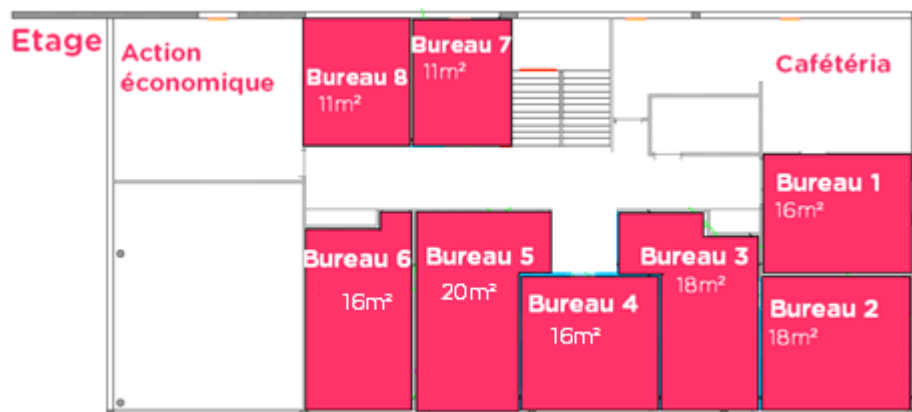 Etage
Action
économique
Bureau 8
11m²
Bureau 7
11m²
Cafétéria
Bureau 1
16m²
Bureau 6
16m²
Bureau 5
20m²
Bureau 4
16m²
Bureau 3
18m²
Bureau 2
18m²